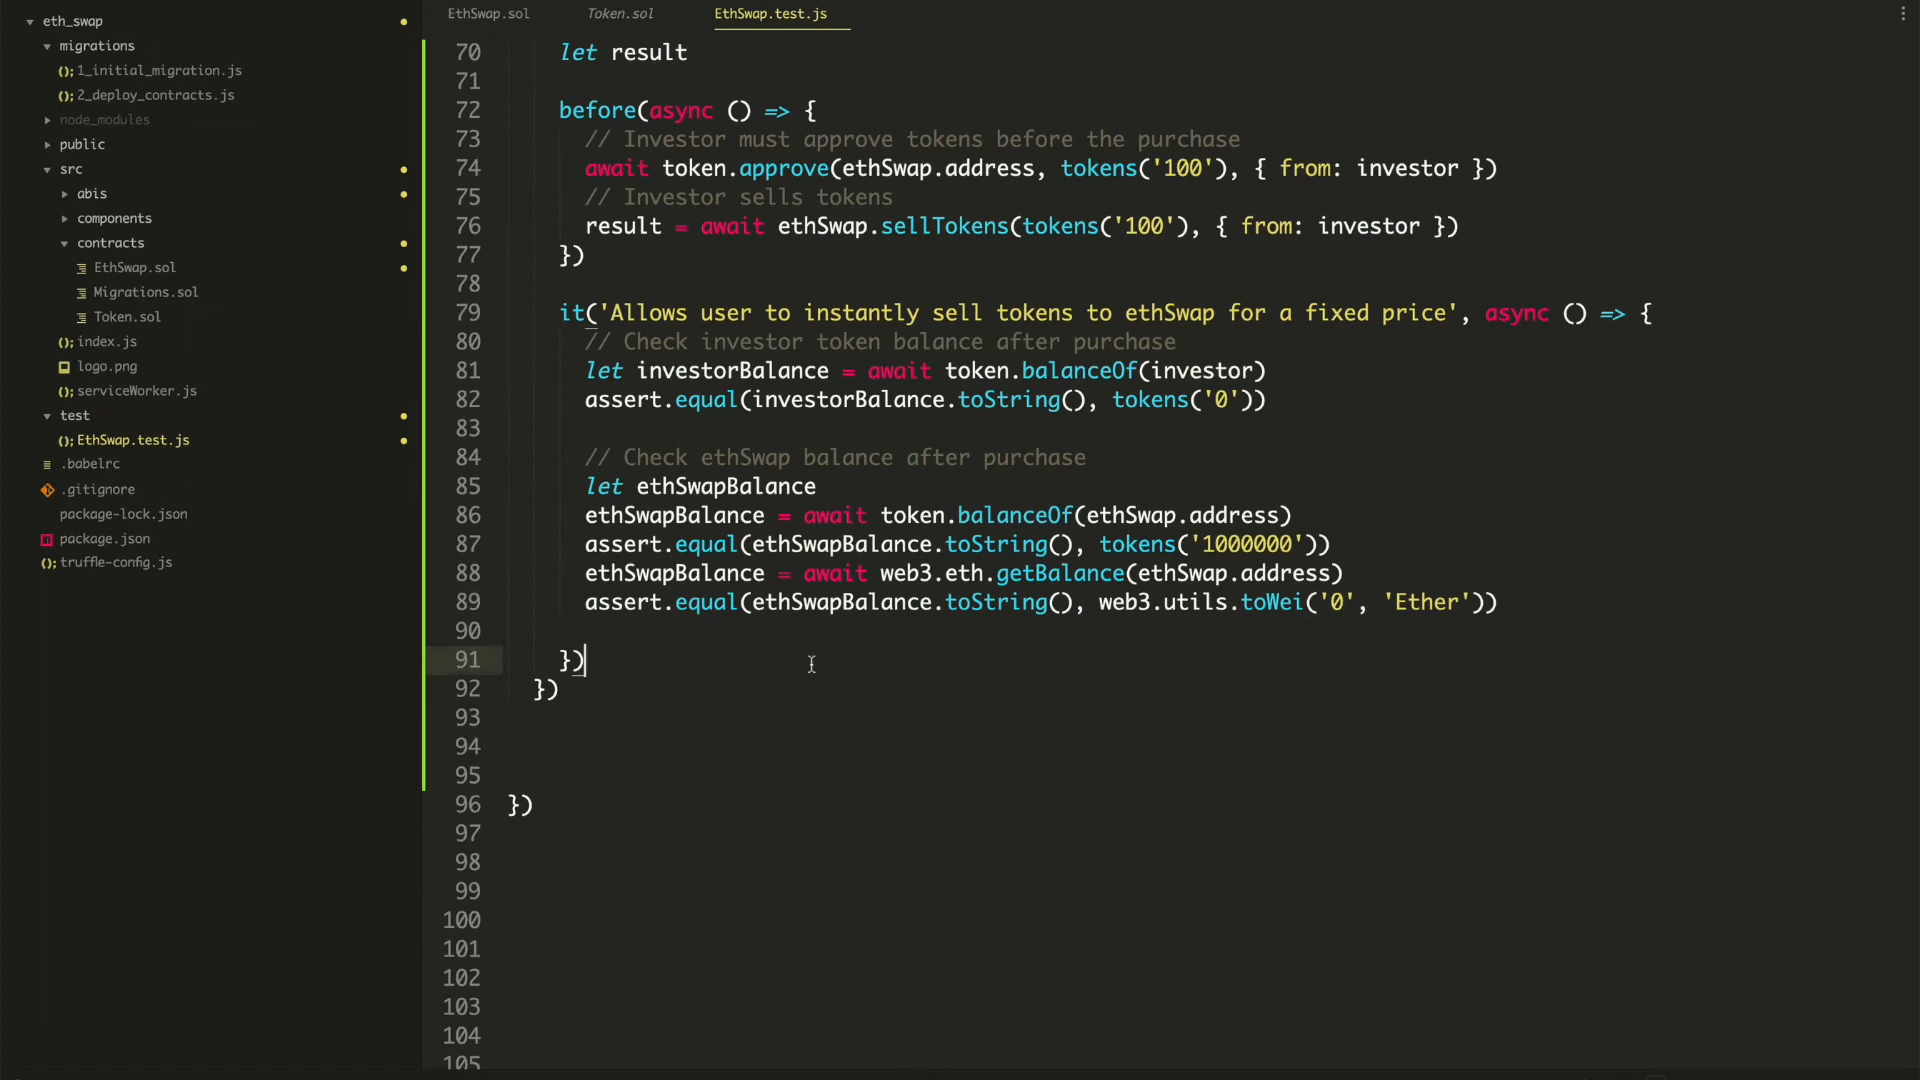 eth_swap
migrations
1_initial_migration.js
2_deploy_contracts.js
node_modules
public
src
abis
components
contracts
EthSwap.sol
Migrations.sol
Token.sol
index.js
logo.png
serviceWorker.js
test
EthSwap.test.js
.babelrc
.gitignore
package-lock.json
package.json
truffle-config.js
EthSwap.sol Token.sol EthSwap.test.js
70 let result
71
72 before(async () => {
73 // Investor must approve tokens before the purchase
74 await token.approve(ethSwap.address, tokens('100'), { from: investor })
75 // Investor sells tokens
76 result = await ethSwap.sellTokens(tokens('100'), { from: investor })
77 })
78
79 it('Allows user to instantly sell tokens to ethSwap for a fixed price', async () => {
80 // Check investor token balance after purchase
81 let investorBalance = await token.balanceOf(investor)
82 assert.equal(investorBalance.toString(), tokens('0'))
83
84 // Check ethSwap balance after purchase
85 let ethSwapBalance
86 ethSwapBalance = await token.balanceOf(ethSwap.address)
87 assert.equal(ethSwapBalance.toString(), tokens('1000000'))
88 ethSwapBalance = await web3.eth.getBalance(ethSwap.address)
89 assert.equal(ethSwapBalance.toString(), web3.utils.toWei('0', 'Ether'))
90
91 })
92 })
93
94
95
96 })
97
98
99
100
101
102
103
104
105